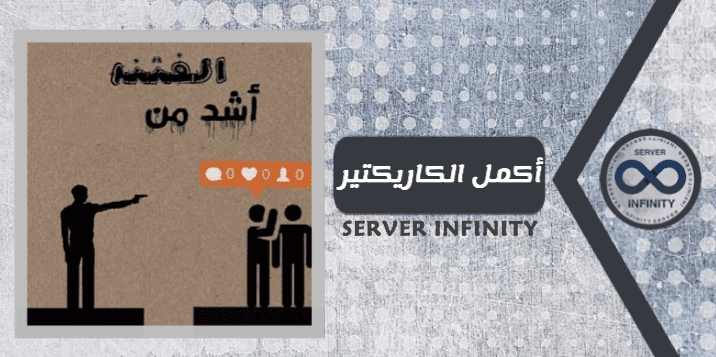 الفتنه
أشد من
0 0 0
أكمل الكاريكتير
SERVER INFINITY
SERVER
INFINITY